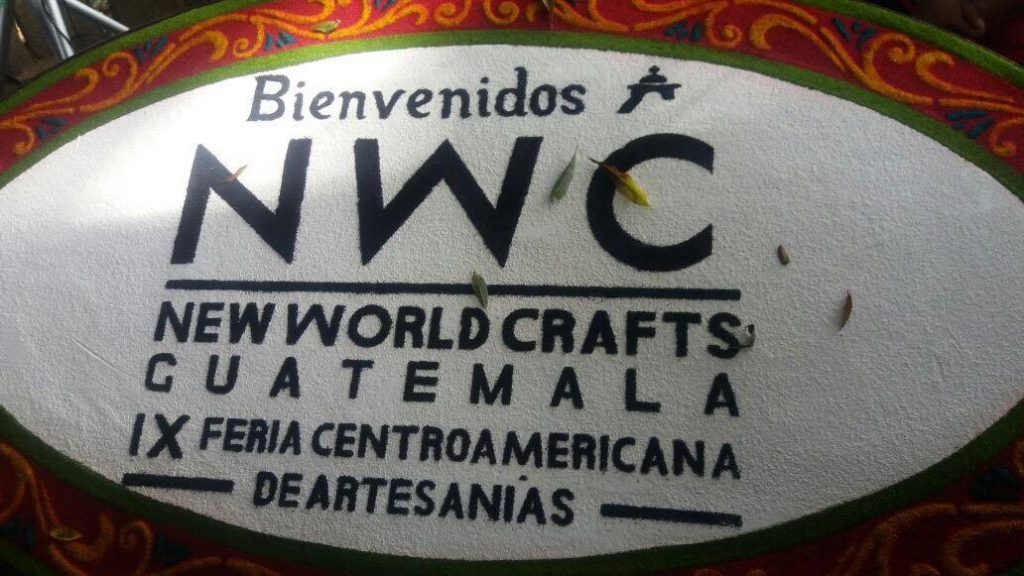 Bienvenidos
NWC
NEW WORLD CRAFTS
GUATEMALA
IX FERIA CENTROAMERICANA
DE ARTESANIAS